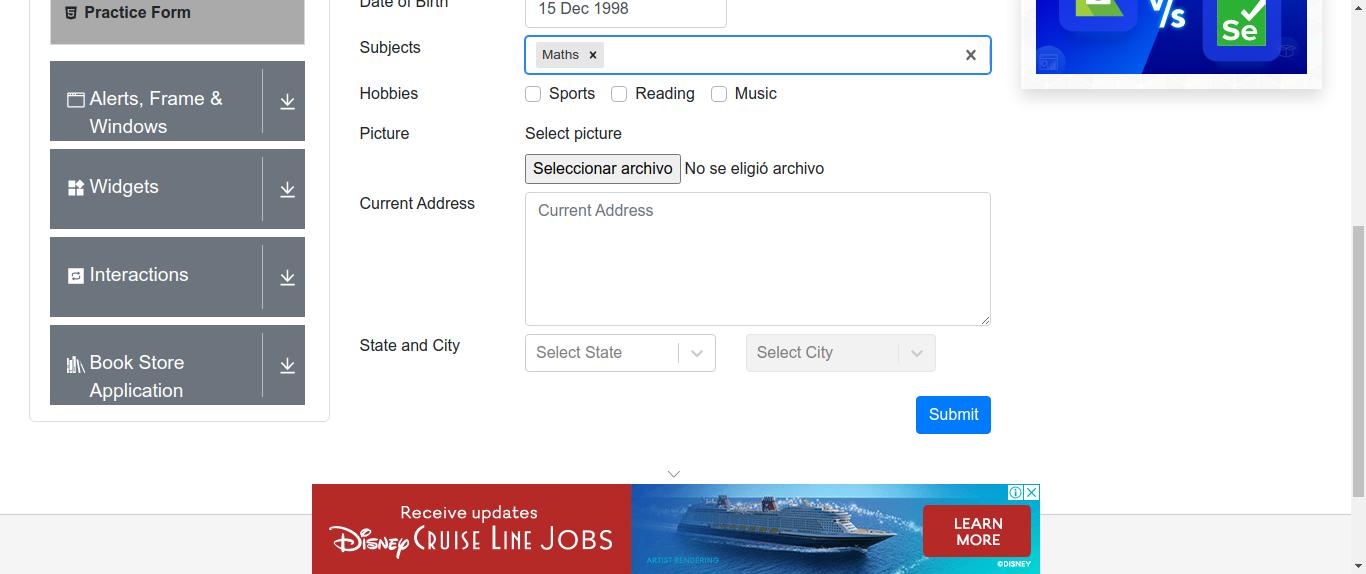 Practice Form
Alerts, Frame &
Windows
Widgets
Interactions
Book Store
Application
Date of Birth
15 Dec 1998
Subjects
Maths
Hobbies
Sports
Reading
Music
Picture
Select picture
Seleccionar archivo
No se eligió archivo
Current Address
Current Address
State and City
Select State
Select City
Submit
V/s
Se
Receive updates
Disney Cruise Line Jobs
ARTIST RENDERING
LEARN
MORE
©DISNEY